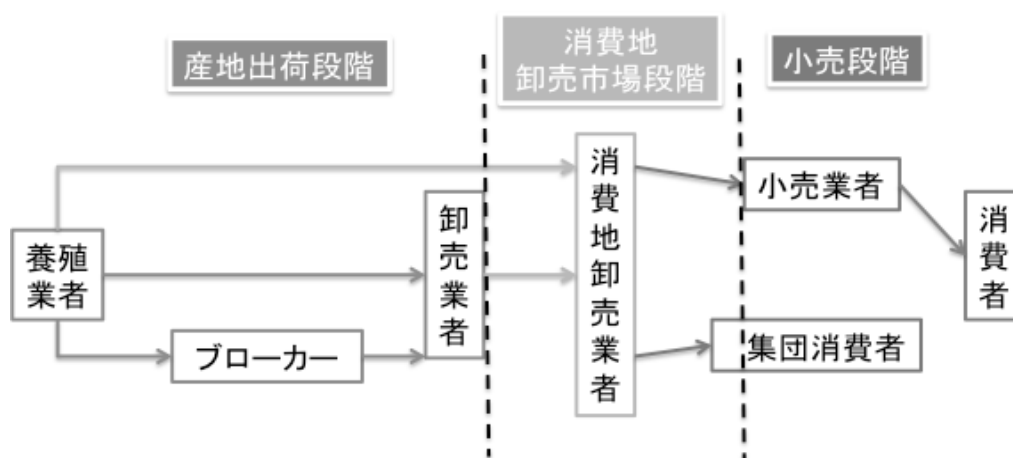 産地出荷段階
消費地
卸売市場段階
小売段階
養殖
業者
ブローカー
卸売業者
消費地卸売業者
小売業者
集団消費者
消費者